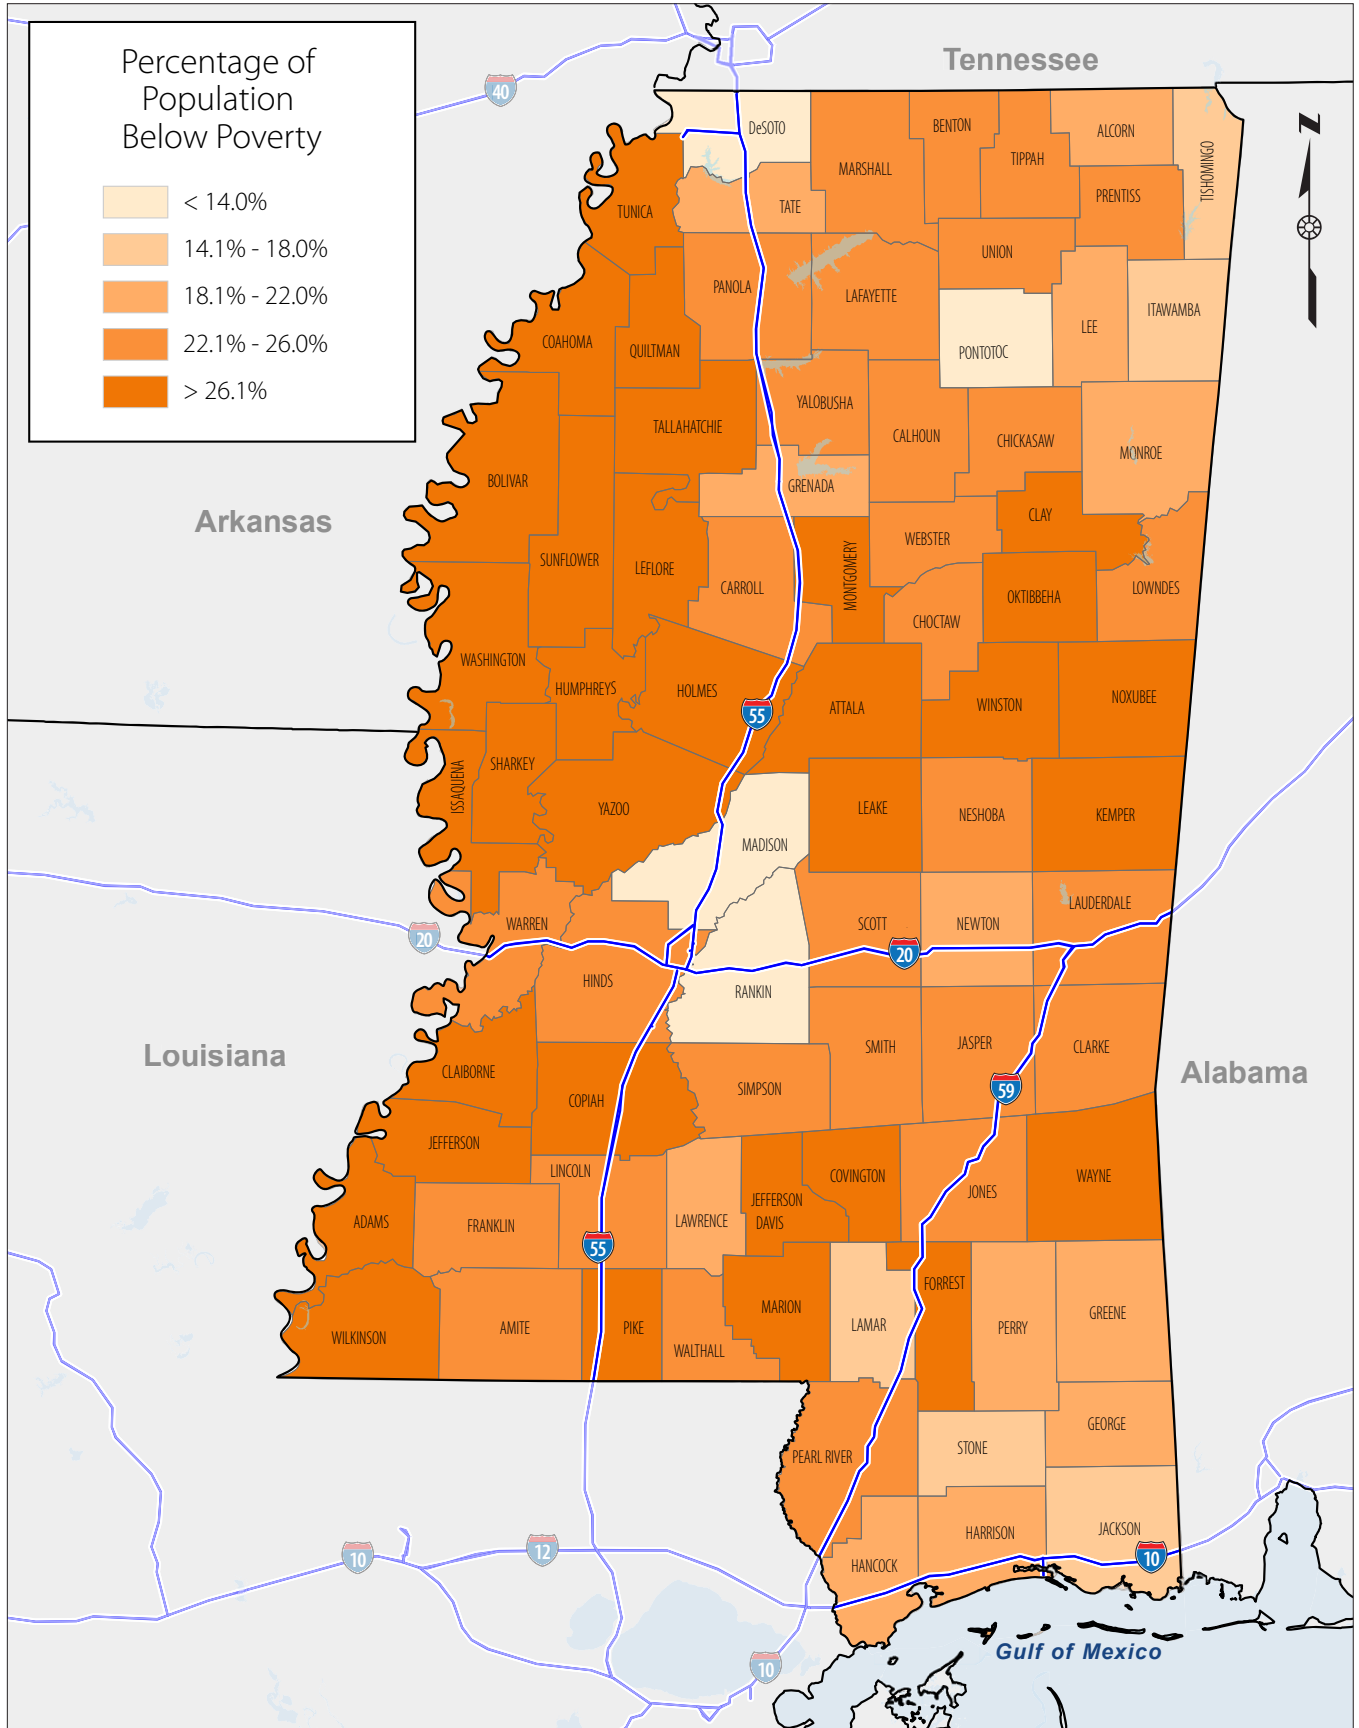 Percentage of
Population
Below Poverty
< 14.0%
14.1% - 18.0%
18.1% - 22.0%
22.1% - 26.0%
> 26.1%
Tennessee
40
N
DeSOTO
BENTON
ALCORN
TIPPAH
MARSHALL
TISHOMINGO
PRENTISS
TATE
TUNICA
UNION
PANOLA
LAFAYETTE
ITAWAMBA
LEE
COAHOMA
QUILTMAN
PONTOTOC
YALOBUSHA
TALLAHATCHIE
CALHOUN
CHICKASAW
MONROE
BOLIVAR
GRENADA
Arkansas
CLAY
WEBSTER
SUNFLOWER
LEFLORE
MONTGOMERY
CARROLL
LOWNDES
OKTIBBEHA
CHOCTAW
WASHINGTON
HUMPHREYS
HOLMES
NOXUBEE
WINSTON
ATTALA
55
SHARKEY
ISSAQUENA
YAZOO
LEAKE
NESHOBA
KEMPER
MADISON
LAUDERDALE
WARREN
SCOTT
NEWTON
20
20
HINDS
RANKIN
Louisiana
SMITH
JASPER
CLARKE
Alabama
CLAIBORNE
59
SIMPSON
COPIAH
JEFFERSON
LINCOLN
COVINGTON
WAYNE
JONES
JEFFERSON
DAVIS
ADAMS
FRANKLIN
LAWRENCE
55
FORREST
MARION
GREENE
WILKINSON
AMITE
PIKE
LAMAR
PERRY
WALTHALL
GEORGE
PEARL RIVER
STONE
JACKSON
HARRISON
10
12
HANCOCK
10
Gulf of Mexico
10